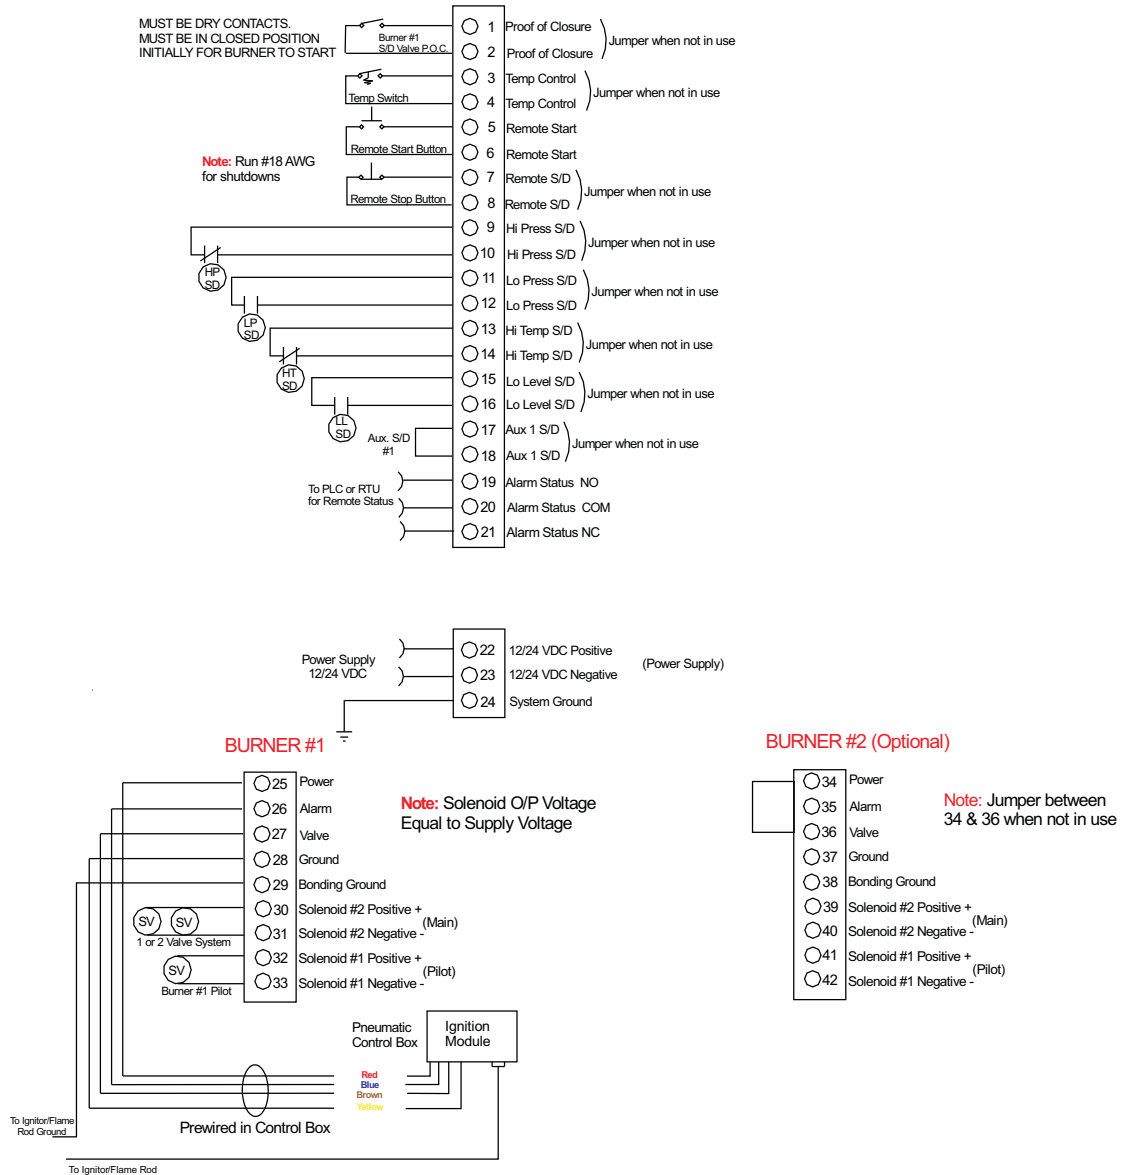 MUST BE DRY CONTACTS.
MUST BE IN CLOSED POSITION
INITIALLY FOR BURNER TO START
Burner #1
S/D Valve P.O.C.
1 Proof of Closure
2 Proof of Closure
Jumper when not in use
Temp Switch
3 Temp Control
4 Temp Control
Jumper when not in use
Remote Start Button
5 Remote Start
6 Remote Start
Note: Run #18 AWG
for shutdowns
Remote Stop Button
7 Remote S/D
8 Remote S/D
Jumper when not in use
9 Hi Press S/D
10 Hi Press S/D
Jumper when not in use
HP
SD
11 Lo Press S/D
12 Lo Press S/D
Jumper when not in use
LP
SD
13 Hi Temp S/D
14 Hi Temp S/D
Jumper when not in use
HT
SD
15 Lo Level S/D
16 Lo Level S/D
Jumper when not in use
LL
SD
Aux. S/D
#1
17 Aux 1 S/D
18 Aux 1 S/D
Jumper when not in use
To PLC or RTU
for Remote Status
19 Alarm Status NO
20 Alarm Status COM
21 Alarm Status NC
Power Supply
12/24 VDC
22 12/24 VDC Positive
23 12/24 VDC Negative
24 System Ground
(Power Supply)
BURNER #1
25 Power
26 Alarm
27 Valve
28 Ground
29 Bonding Ground
30 Solenoid #2 Positive +
31 Solenoid #2 Negative -
(Main)
32 Solenoid #1 Positive +
33 Solenoid #1 Negative -
(Pilot)
SV
SV
1 or 2 Valve System
SV
Burner #1 Pilot
Note: Solenoid O/P Voltage
Equal to Supply Voltage
BURNER #2 (Optional)
34 Power
35 Alarm
36 Valve
37 Ground
38 Bonding Ground
39 Solenoid #2 Positive +
40 Solenoid #2 Negative -
(Main)
41 Solenoid #1 Positive +
42 Solenoid #1 Negative -
(Pilot)
Note: Jumper between
34 & 36 when not in use
Pneumatic
Control Box
Ignition
Module
Red
Blue
Brown
Yellow
Prewired in Control Box
To Ignitor/Flame
Rod Ground
To Ignitor/Flame Rod